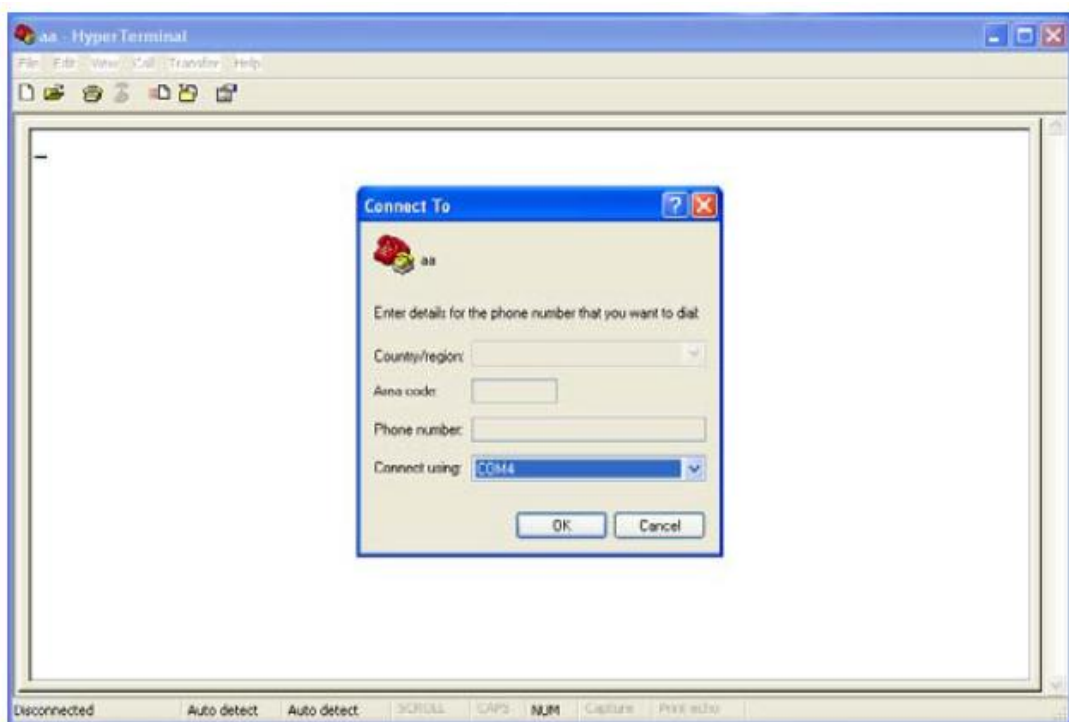 aa - HyperTerminal
File Edit View Call Transfer Help
Connect To
aa
Enter details for the phone number that you want to dial:
Country/region:
Area code:
Phone number:
Connect using: COM4
OK Cancel
Disconnected Auto detect Auto detect SCROLL CAPS NUM Capture Print echo